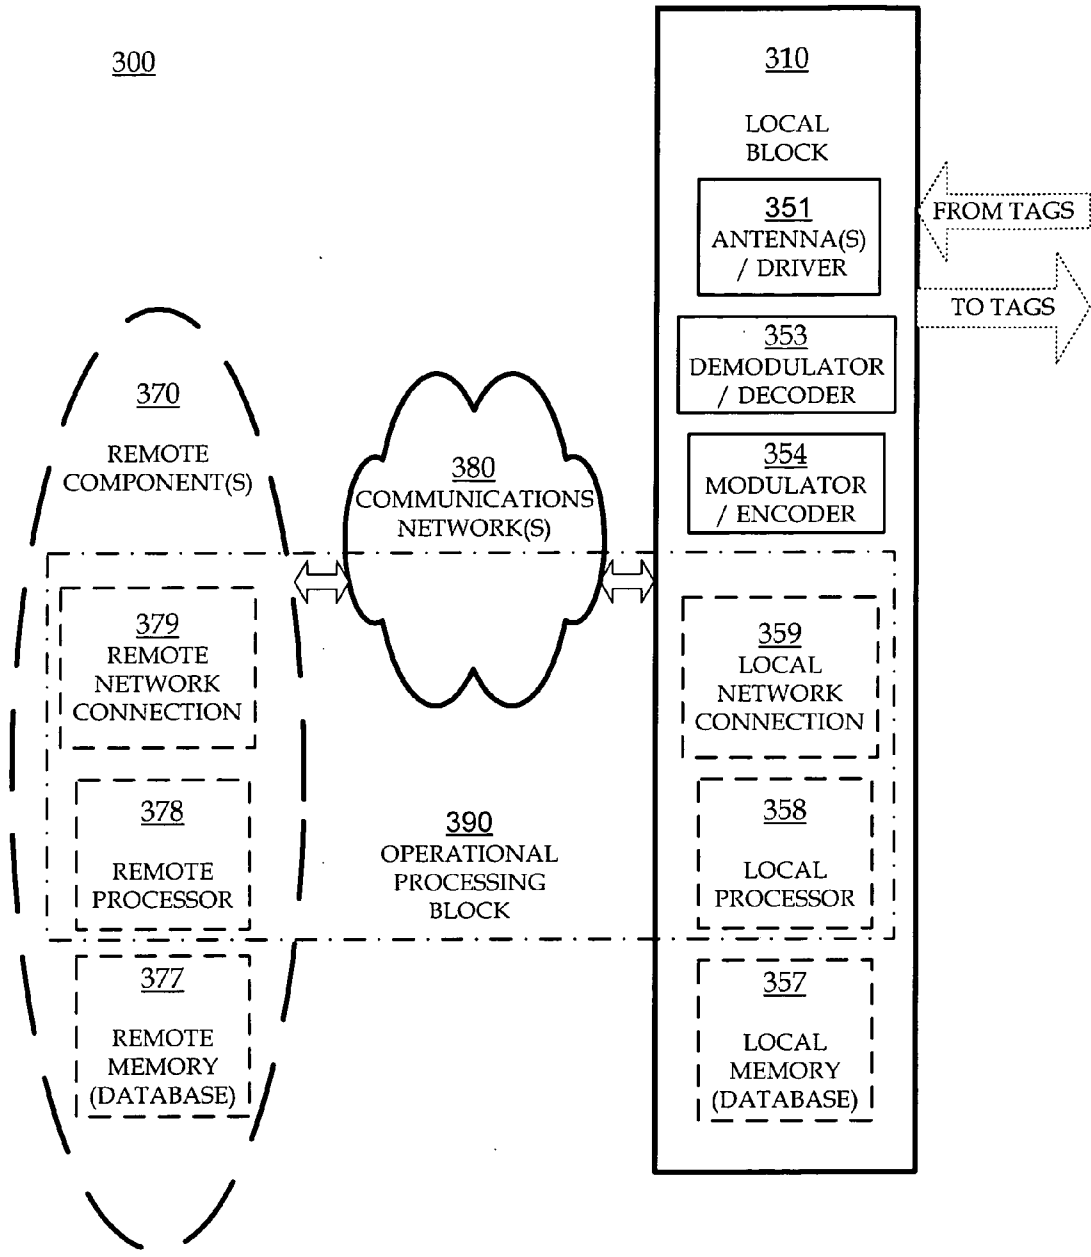 300
310
LOCAL
BLOCK
351
ANTENNA(S)
/ DRIVER
FROM TAGS
TO TAGS
353
DEMODULATOR
/ DECODER
354
MODULATOR
/ ENCODER
370
REMOTE
COMPONENT(S)
380
COMMUNICATIONS
NETWORK(S)
379
REMOTE
NETWORK
CONNECTION
359
LOCAL
NETWORK
CONNECTION
378
REMOTE
PROCESSOR
390
OPERATIONAL
PROCESSING
BLOCK
358
LOCAL
PROCESSOR
377
REMOTE
MEMORY
(DATABASE)
357
LOCAL
MEMORY
(DATABASE)